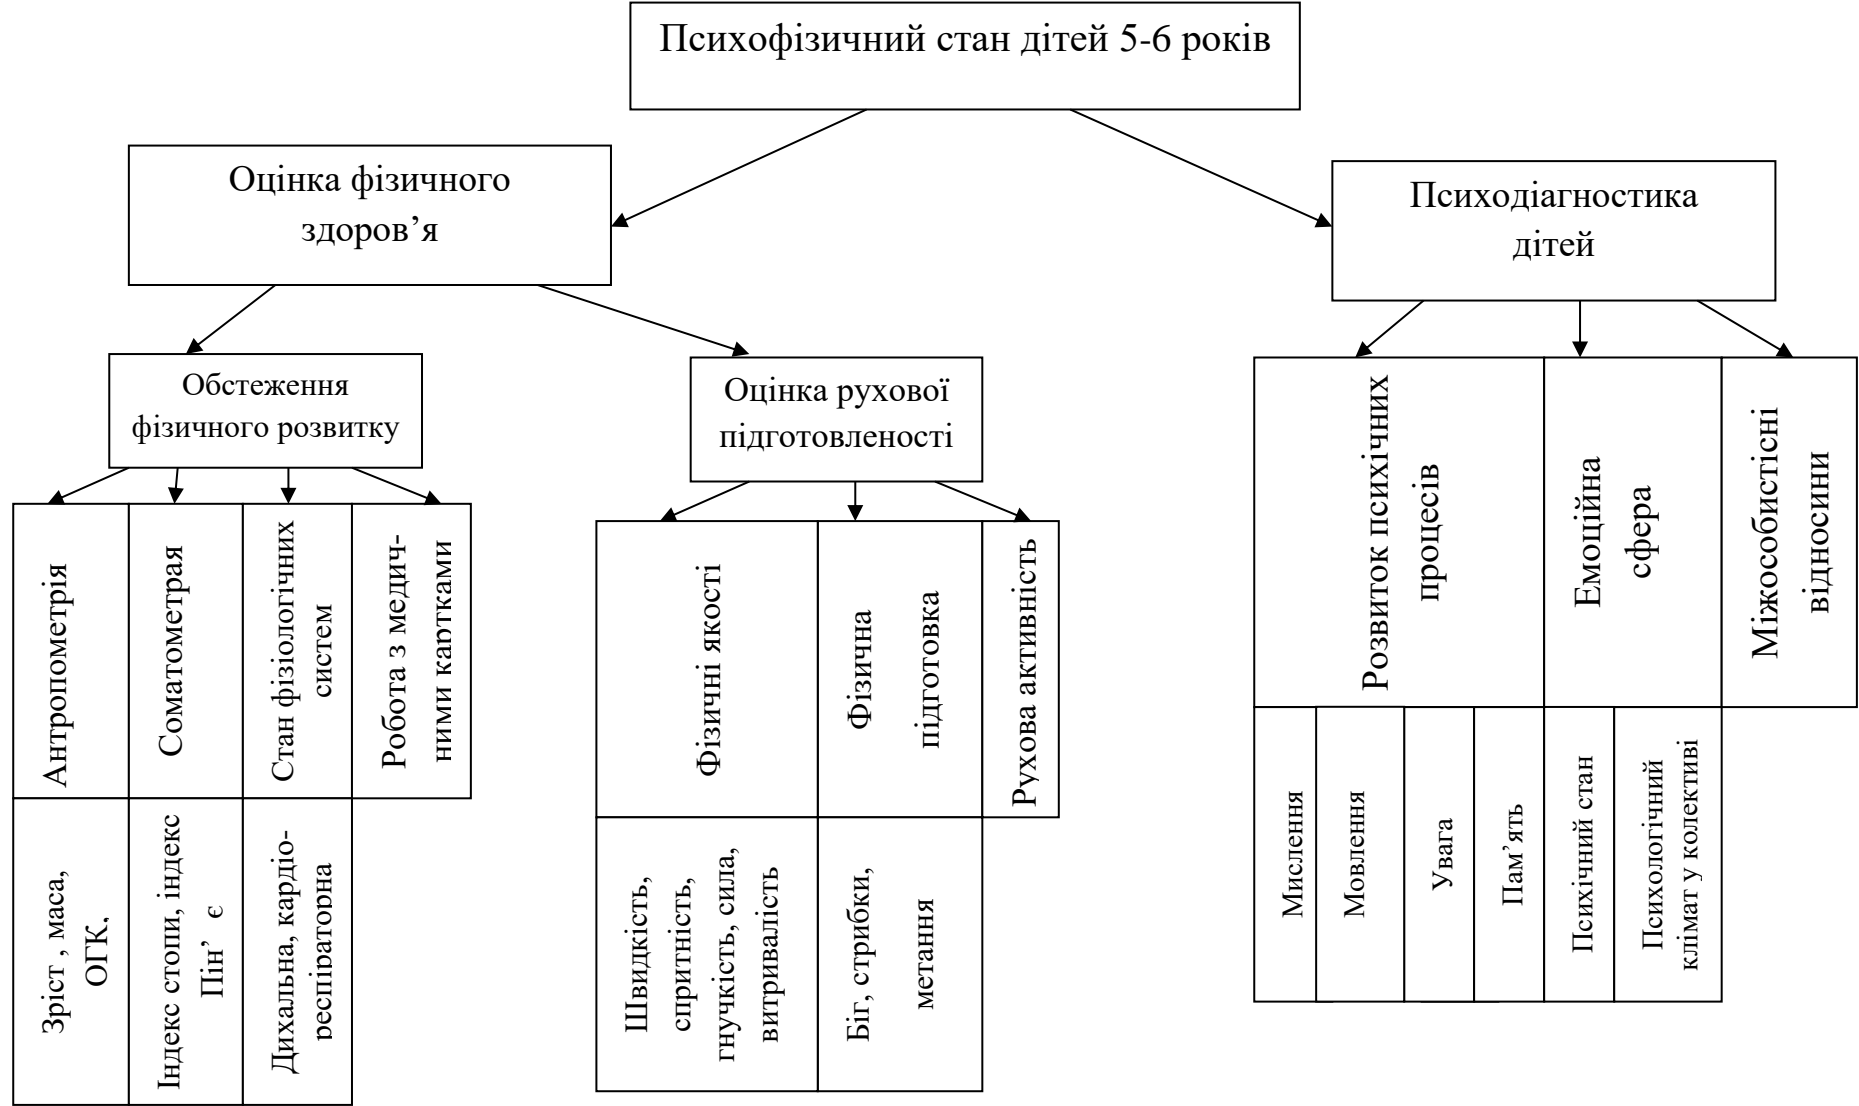 Психофізичний стан дітей 5-6 років
Оцінка фізичного
здоров’я
Психодіагностика
дітей
Обстеження
фізичного розвитку
Оцінка рухової
підготовленості
Антропометрія
Соматометрая
Стан фізіологічних
систем
Робота з медич-
ними картками
Фізичні якості
Фізична
підготовка
Рухова активність
Розвиток психічних
процесів
Емоційна
сфера
Міжособистісні
відносини
Зріст , маса,
ОГК.
Індекс стопи, індекс
Пін’ є
Дихальна, кардіо-
респіраторна
Швидкість,
спритність,
гнучкість, сила,
витривалість
Біг, стрибки,
метання
Мислення
Мовлення
Увага
Пам’ять
Психічний стан
Психологічний
клімат у колективі